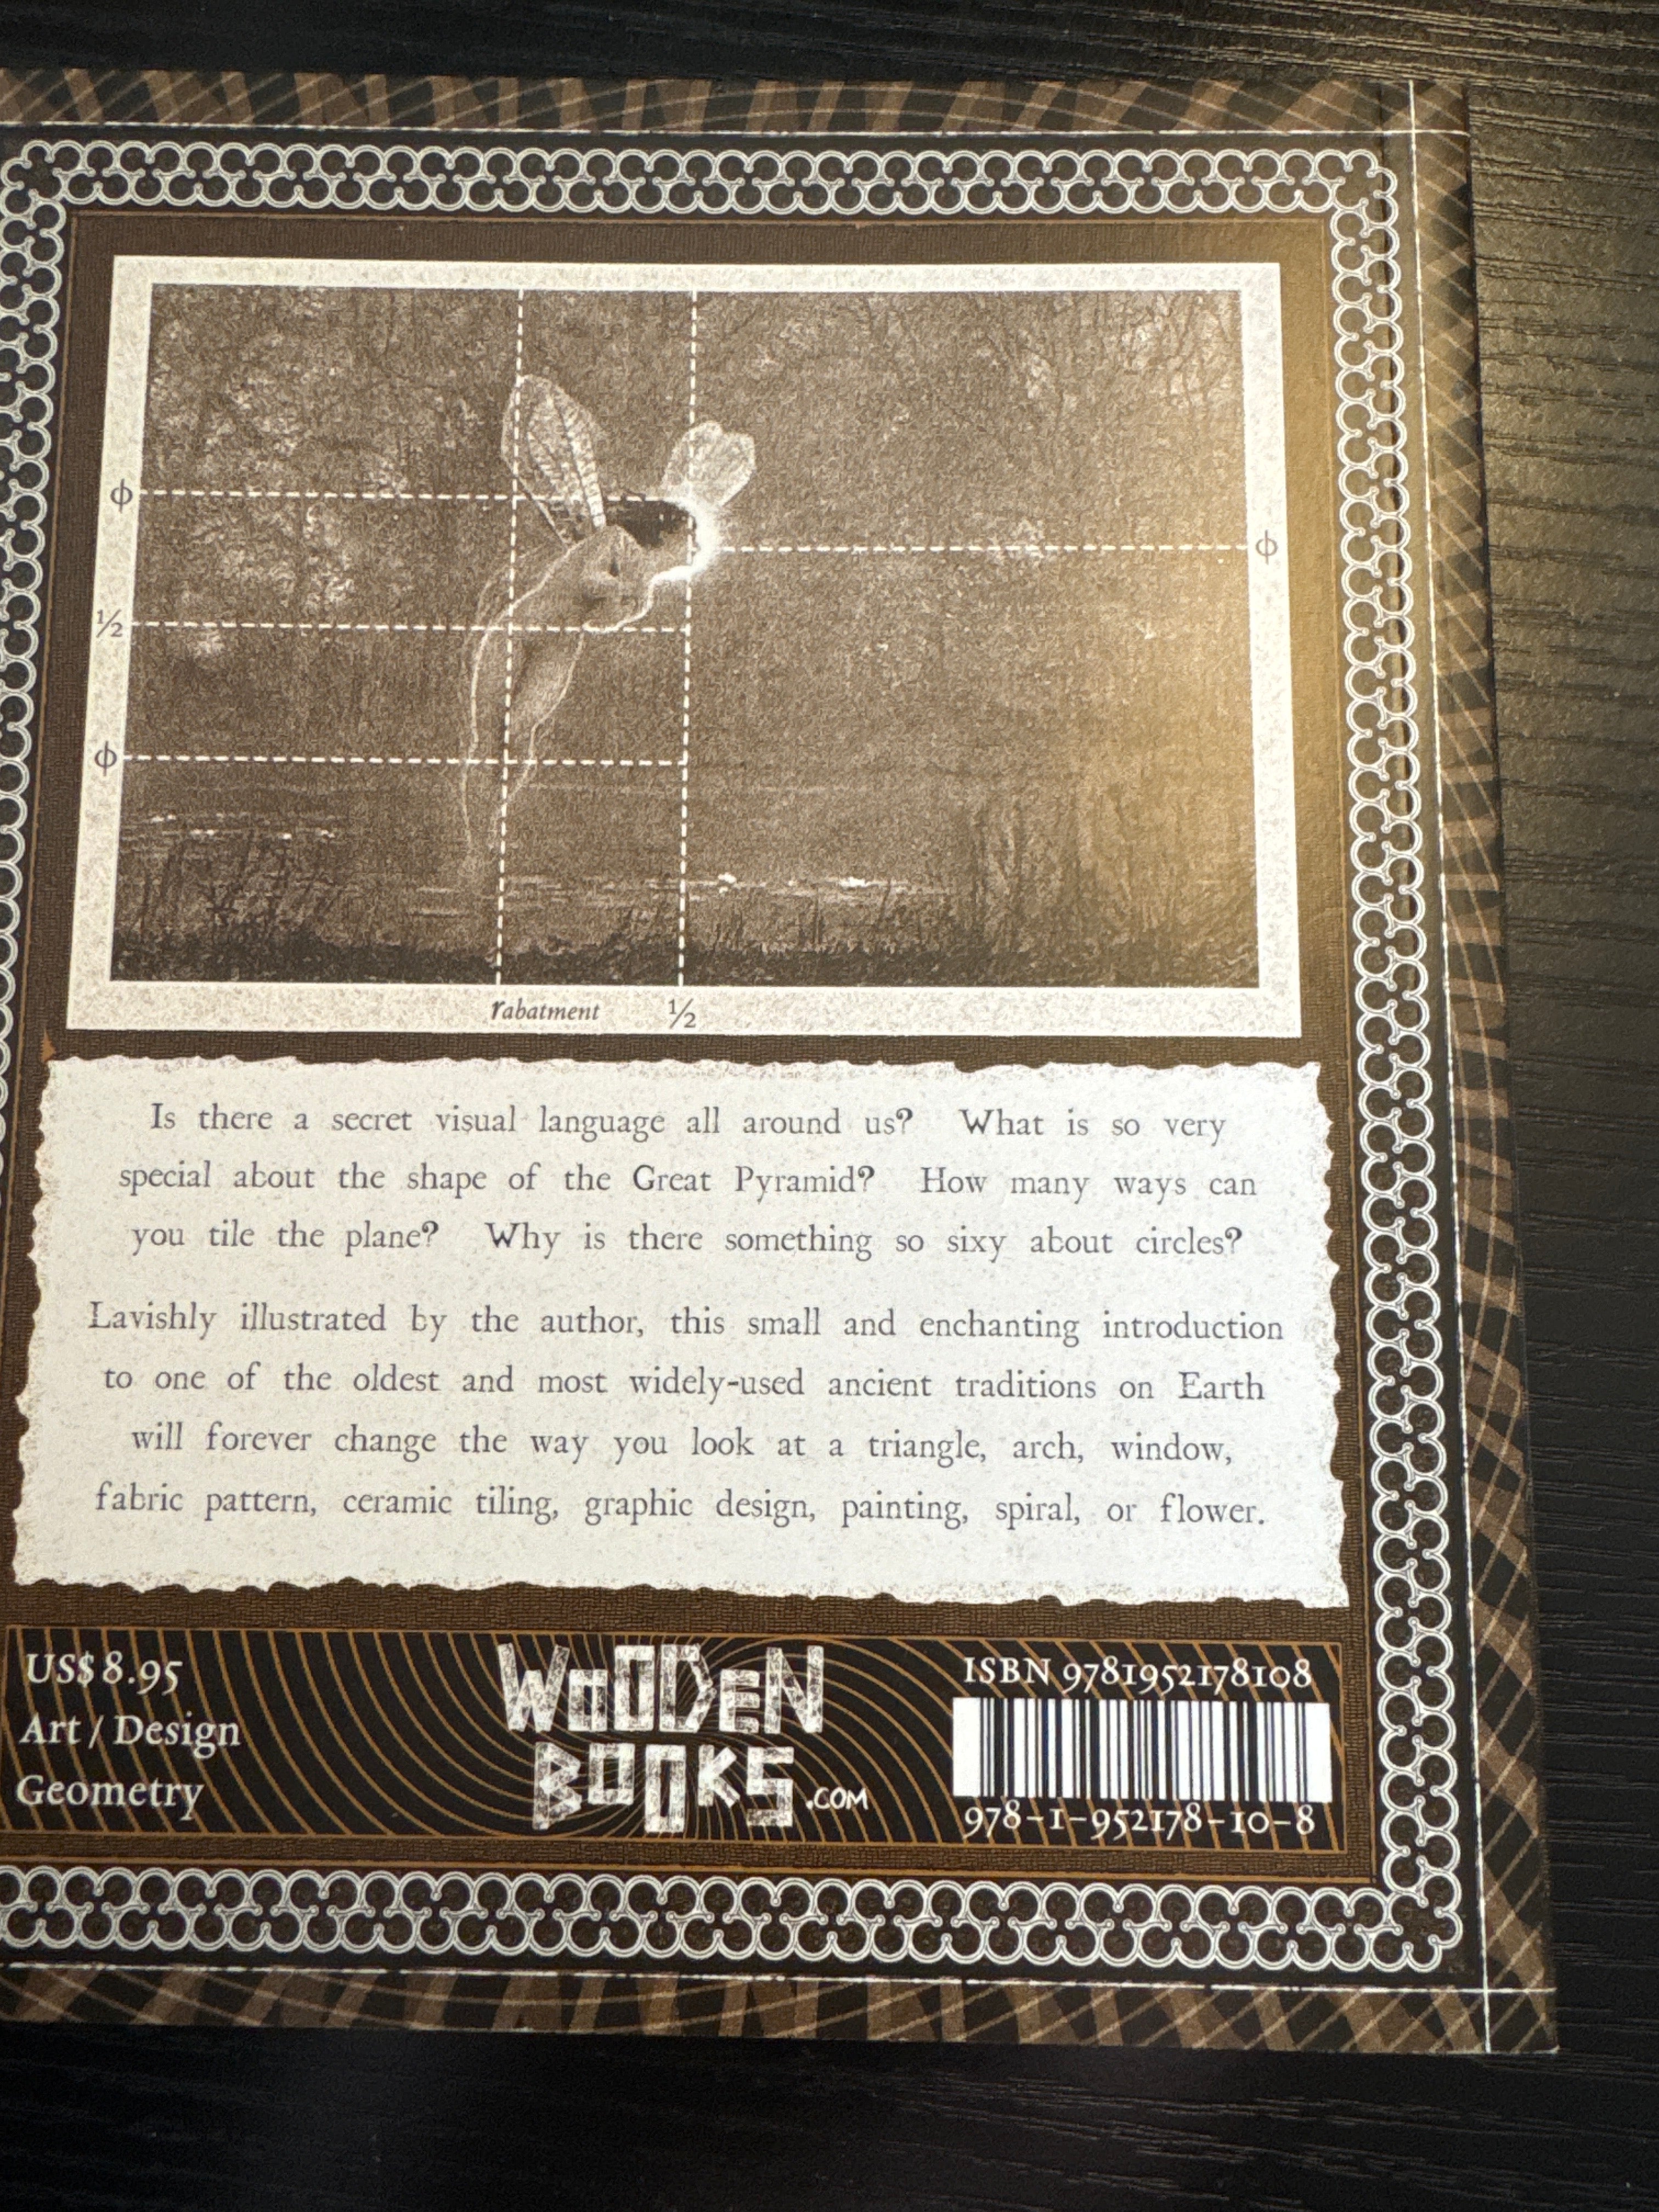 ϕ
ϕ
½
ϕ
rabatment ½
Is there a secret visual language all around us? What is so very
special about the shape of the Great Pyramid? How many ways can
you tile the plane? Why is there something so sixy about circles?
Lavishly illustrated by the author, this small and enchanting introduction
to one of the oldest and most widely-used ancient traditions on Earth
will forever change the way you look at a triangle, arch, window,
fabric pattern, ceramic tiling, graphic design, painting, spiral, or flower.
US$ 8.95
Art / Design
Geometry
WOODEN
BOOKS.COM
ISBN 9781952178108
978-1-952178-10-8